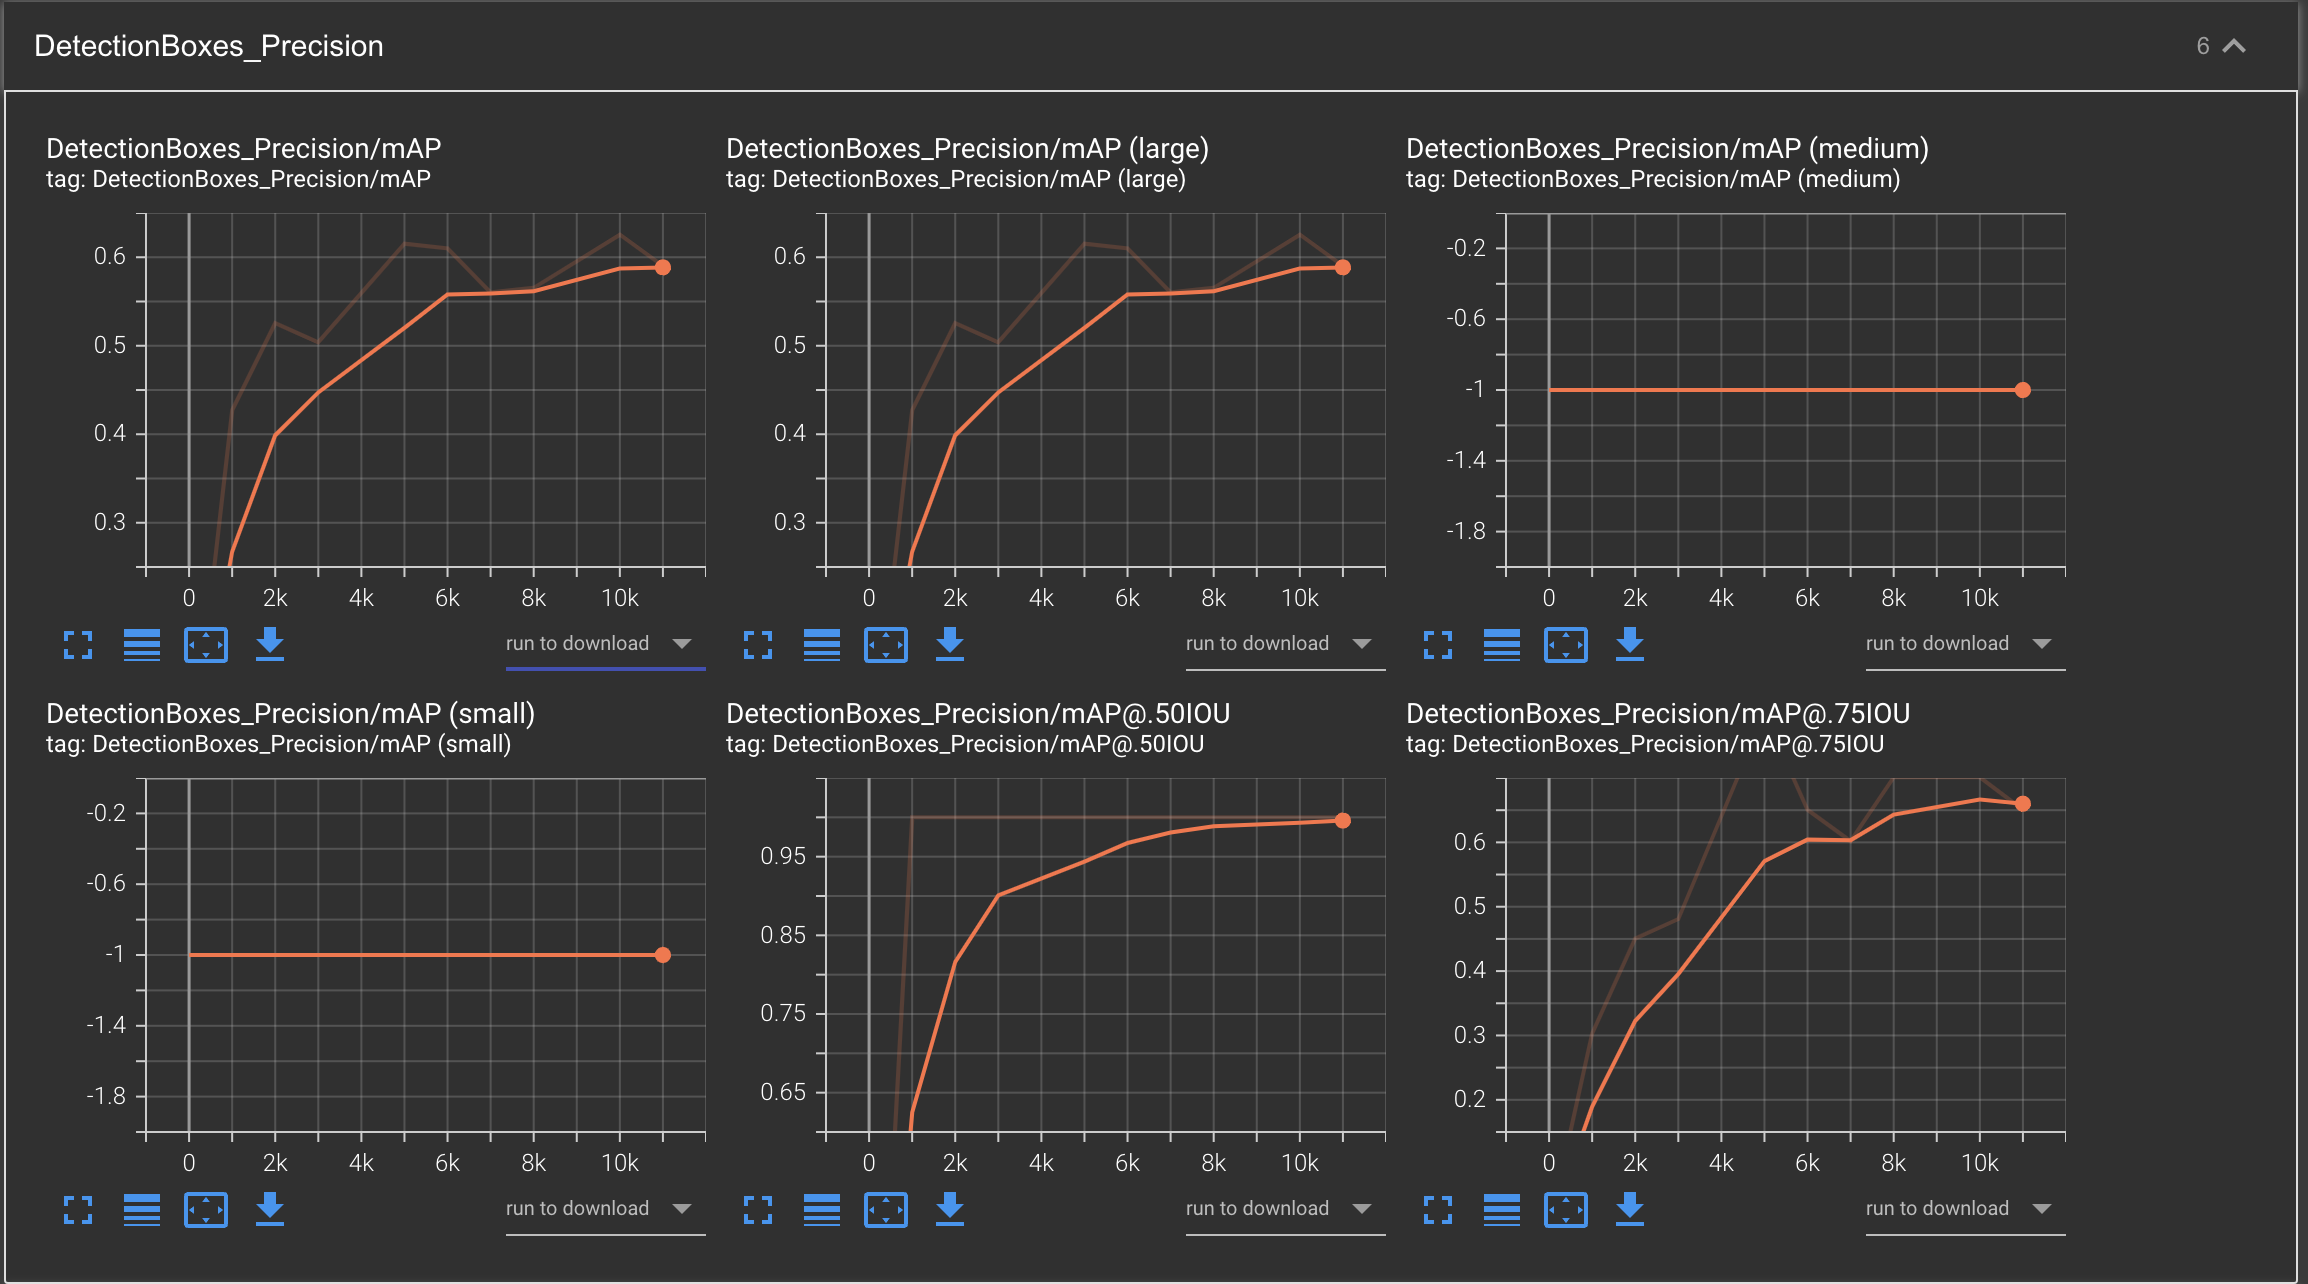 DetectionBoxes_Precision
6
DetectionBoxes_Precision/mAP
tag: DetectionBoxes_Precision/mAP
0.6
0.5
0.4
0.3
0 2k 4k 6k 8k 10k
run to download
DetectionBoxes_Precision/mAP (large)
tag: DetectionBoxes_Precision/mAP (large)
0.6
0.5
0.4
0.3
0 2k 4k 6k 8k 10k
run to download
DetectionBoxes_Precision/mAP (medium)
tag: DetectionBoxes_Precision/mAP (medium)
-0.2
-0.6
-1
-1.4
-1.8
0 2k 4k 6k 8k 10k
run to download
DetectionBoxes_Precision/mAP (small)
tag: DetectionBoxes_Precision/mAP (small)
-0.2
-0.6
-1
-1.4
-1.8
0 2k 4k 6k 8k 10k
run to download
DetectionBoxes_Precision/mAP@.50IOU
tag: DetectionBoxes_Precision/mAP@.50IOU
0.95
0.85
0.75
0.65
0 2k 4k 6k 8k 10k
run to download
DetectionBoxes_Precision/mAP@.75IOU
tag: DetectionBoxes_Precision/mAP@.75IOU
0.6
0.5
0.4
0.3
0.2
0 2k 4k 6k 8k 10k
run to download